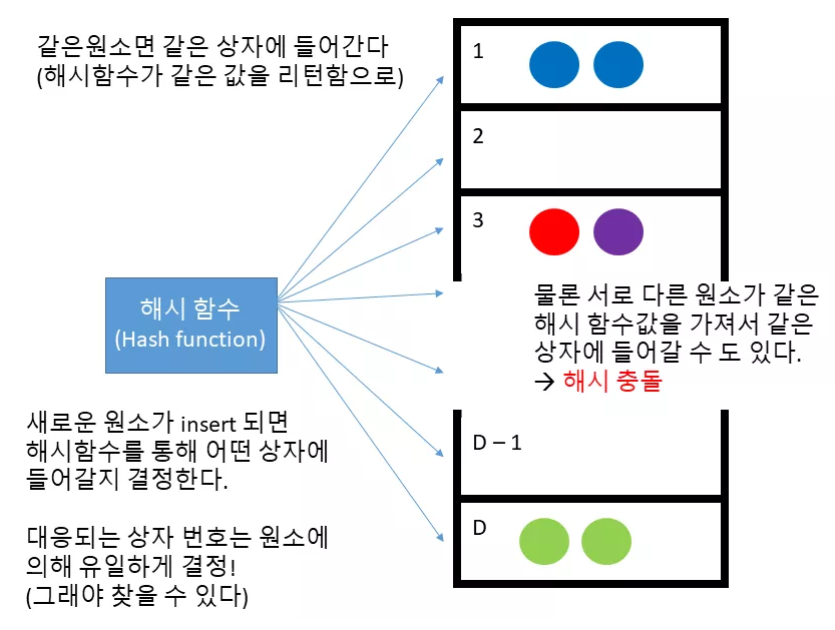 같은원소면 같은 상자에 들어간다
(해시함수가 같은 값을 리턴함으로)
1
2
3
해시 함수
(Hash function)
물론 서로 다른 원소가 같은
해시 함수값을 가져서 같은
상자에 들어갈 수 도 있다.
→ 해시 충돌
새로운 원소가 insert 되면
해시함수를 통해 어떤 상자에
들어갈지 결정한다.
D – 1
대응되는 상자 번호는 원소에
의해 유일하게 결정!
(그래야 찾을 수 있다)
D